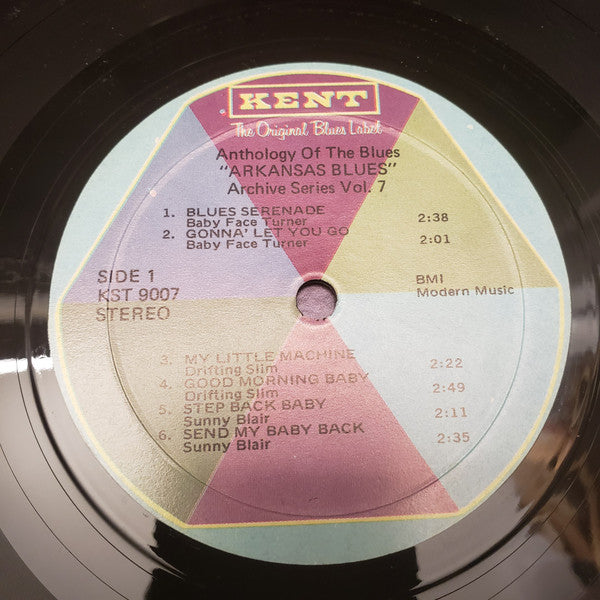 KENT
The Original Blues Label
Anthology Of The Blues
"ARKANSAS BLUES"
Archive Series Vol. 7
1. BLUES SERENADE
Baby Face Turner 2:38
2. GONNA' LET YOU GO
Baby Face Turner 2:01
SIDE 1
KST 9007
STEREO
BMI
Modern Music
3. MY LITTLE MACHINE
Drifting Slim 2:22
4. GOOD MORNING BABY
Drifting Slim 2:49
5. STEP BACK BABY
Sunny Blair 2:11
6. SEND MY BABY BACK
Sunny Blair 2:35